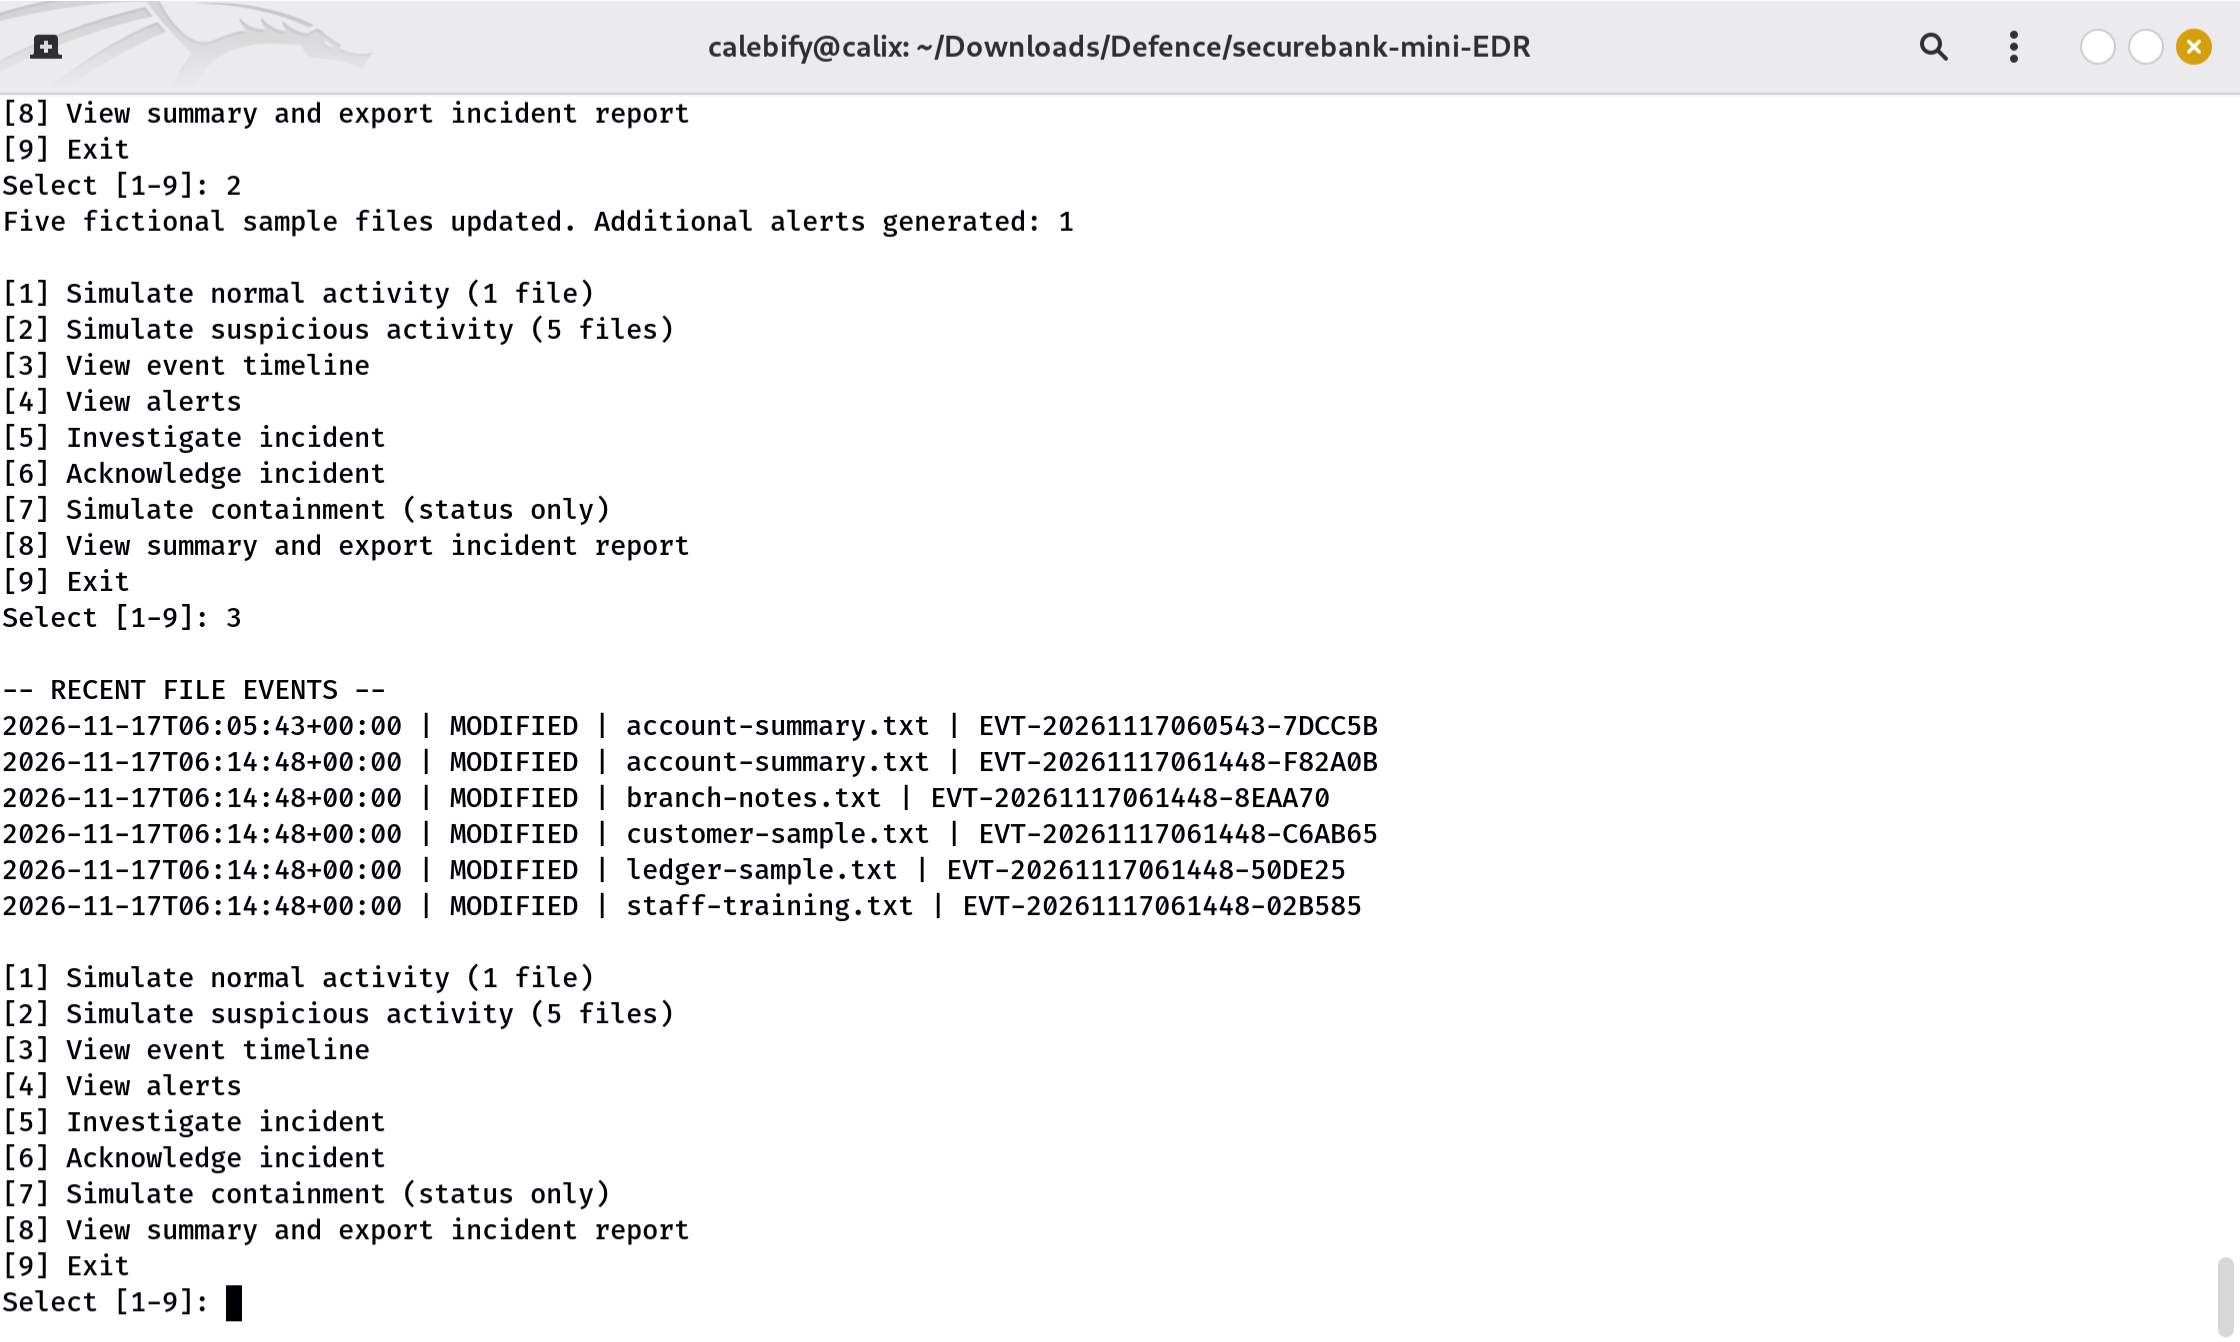 calebify@calix: ~/Downloads/Defence/securebank-mini-EDR
[8] View summary and export incident report
[9] Exit
Select [1-9]: 2
Five fictional sample files updated. Additional alerts generated: 1
[1] Simulate normal activity (1 file)
[2] Simulate suspicious activity (5 files)
[3] View event timeline
[4] View alerts
[5] Investigate incident
[6] Acknowledge incident
[7] Simulate containment (status only)
[8] View summary and export incident report
[9] Exit
Select [1-9]: 3
-- RECENT FILE EVENTS --
2026-11-17T06:05:43+00:00 | MODIFIED | account-summary.txt | EVT-20261117060543-7DCC5B
2026-11-17T06:14:48+00:00 | MODIFIED | account-summary.txt | EVT-20261117061448-F82A0B
2026-11-17T06:14:48+00:00 | MODIFIED | branch-notes.txt | EVT-20261117061448-8EAA70
2026-11-17T06:14:48+00:00 | MODIFIED | customer-sample.txt | EVT-20261117061448-C6AB65
2026-11-17T06:14:48+00:00 | MODIFIED | ledger-sample.txt | EVT-20261117061448-50DE25
2026-11-17T06:14:48+00:00 | MODIFIED | staff-training.txt | EVT-20261117061448-02B585
[1] Simulate normal activity (1 file)
[2] Simulate suspicious activity (5 files)
[3] View event timeline
[4] View alerts
[5] Investigate incident
[6] Acknowledge incident
[7] Simulate containment (status only)
[8] View summary and export incident report
[9] Exit
Select [1-9]: